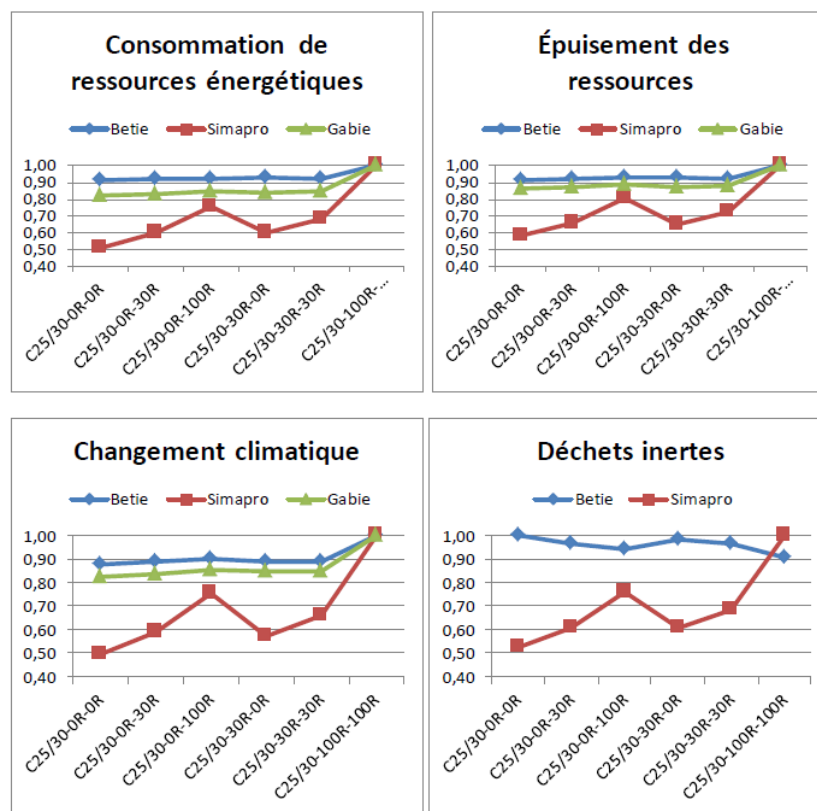 Consommation de
ressources énergétiques
Betie Simapro Gabie
1,00
0,90
0,80
0,70
0,60
0,50
0,40
C25/30-0R-0R
C25/30-0R-30R
C25/30-0R-100R
C25/30-30R-0R
C25/30-30R-30R
C25/30-100R-...
Épuisement des
ressources
Betie Simapro Gabie
1,00
0,90
0,80
0,70
0,60
0,50
0,40
C25/30-0R-0R
C25/30-0R-30R
C25/30-0R-100R
C25/30-30R-0R
C25/30-30R-30R
C25/30-100R-...
Changement climatique
Betie Simapro Gabie
1,00
0,90
0,80
0,70
0,60
0,50
0,40
C25/30-0R-0R
C25/30-0R-30R
C25/30-0R-100R
C25/30-30R-0R
C25/30-30R-30R
C25/30-100R-100R
Déchets inertes
Betie Simapro
1,00
0,90
0,80
0,70
0,60
0,50
0,40
C25/30-0R-0R
C25/30-0R-30R
C25/30-0R-100R
C25/30-30R-0R
C25/30-30R-30R
C25/30-100R-100R